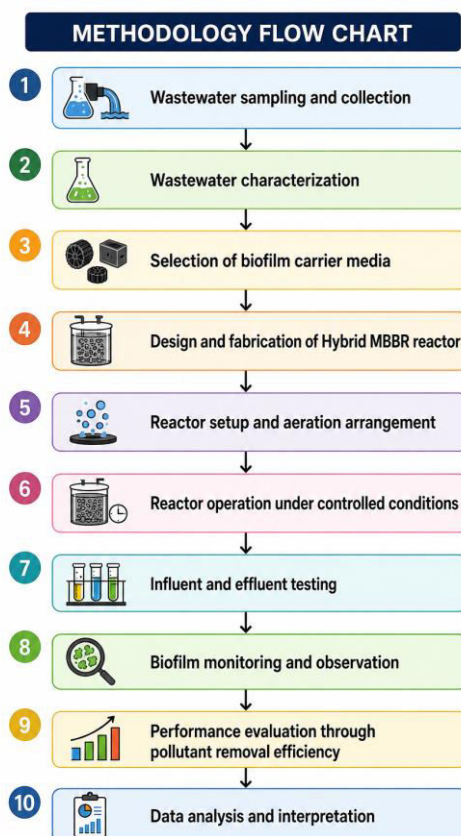 METHODOLOGY FLOW CHART
1
Wastewater sampling and collection
2
Wastewater characterization
3
Selection of biofilm carrier media
4
Design and fabrication of Hybrid MBBR reactor
5
Reactor setup and aeration arrangement
6
Reactor operation under controlled conditions
7
Influent and effluent testing
8
Biofilm monitoring and observation
9
Performance evaluation through
pollutant removal efficiency
10
Data analysis and interpretation